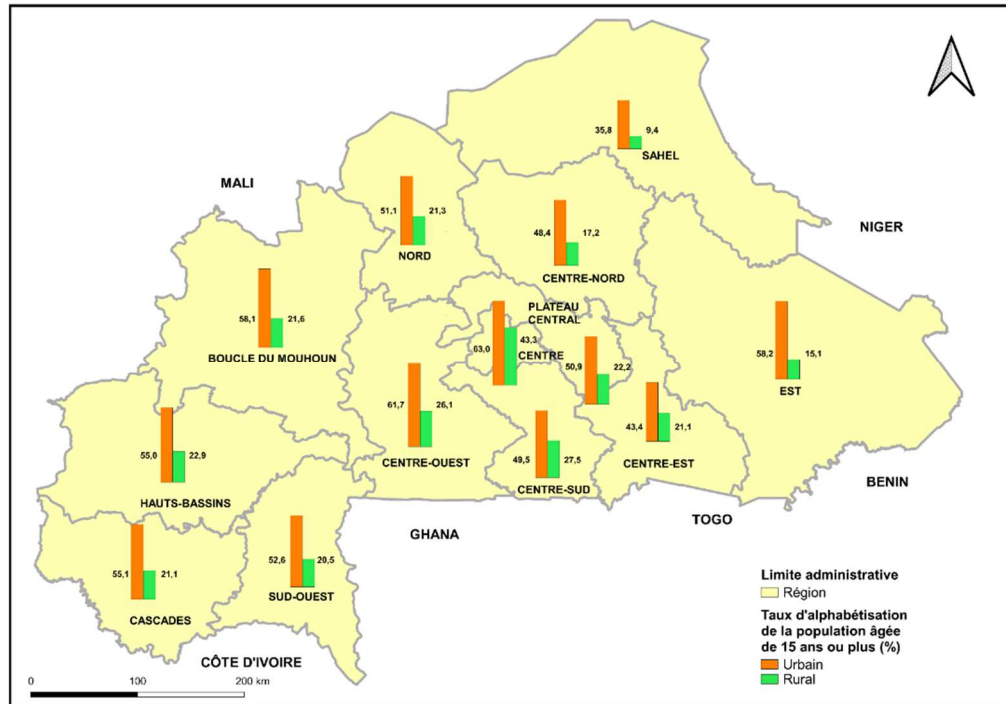 35,8 9,4
SAHEL
MALI
51,1 21,3
NORD
48,4 17,2
CENTRE-NORD
NIGER
58,1 21,6
BOUCLE DU MOUHOUN
PLATEAU
CENTRAL
63,0 43,3
CENTRE
50,9 22,2
58,2 15,1
EST
61,7 26,1
CENTRE-OUEST
49,5 27,5
CENTRE-SUD
43,4 21,1
CENTRE-EST
55,0 22,9
HAUTS-BASSINS
BENIN
GHANA
TOGO
55,1 21,1
CASCADES
52,6 20,5
SUD-OUEST
CÔTE D'IVOIRE
Limite administrative
Région
Taux d'alphabétisation
de la population âgée
de 15 ans ou plus (%)
Urbain
Rural
0 100 200 km